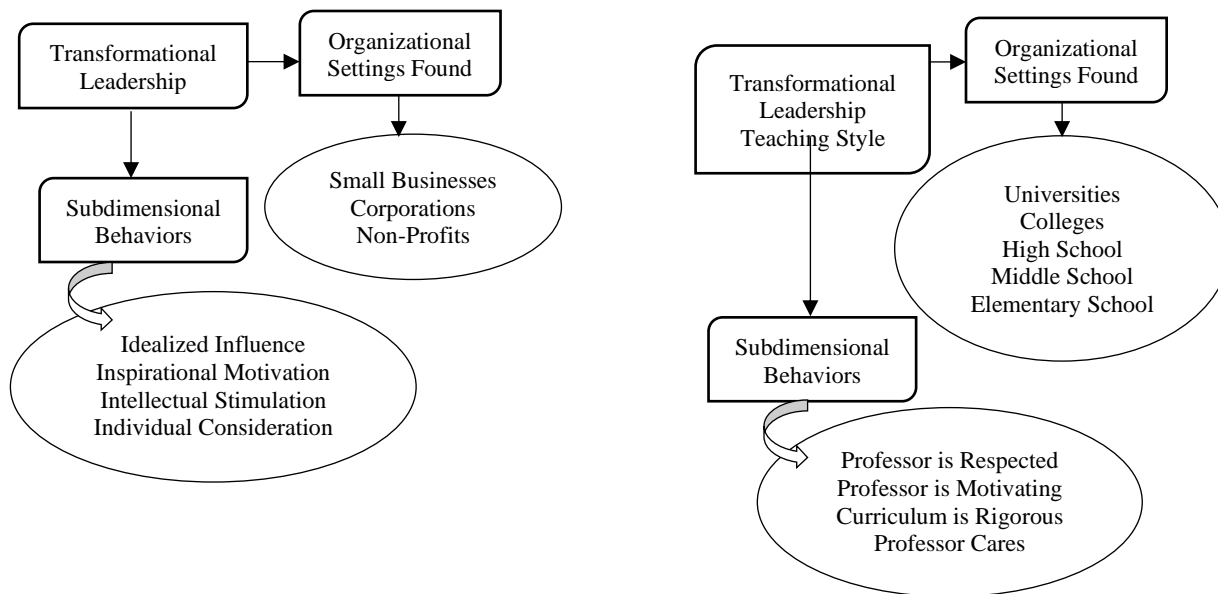 Transformational
Leadership
Organizational
Settings Found
Small Businesses
Corporations
Non-Profits
Subdimensional
Behaviors
Idealized Influence
Inspirational Motivation
Intellectual Stimulation
Individual Consideration
Transformational
Leadership
Teaching Style
Organizational
Settings Found
Universities
Colleges
High School
Middle School
Elementary School
Subdimensional
Behaviors
Professor is Respected
Professor is Motivating
Curriculum is Rigorous
Professor Cares